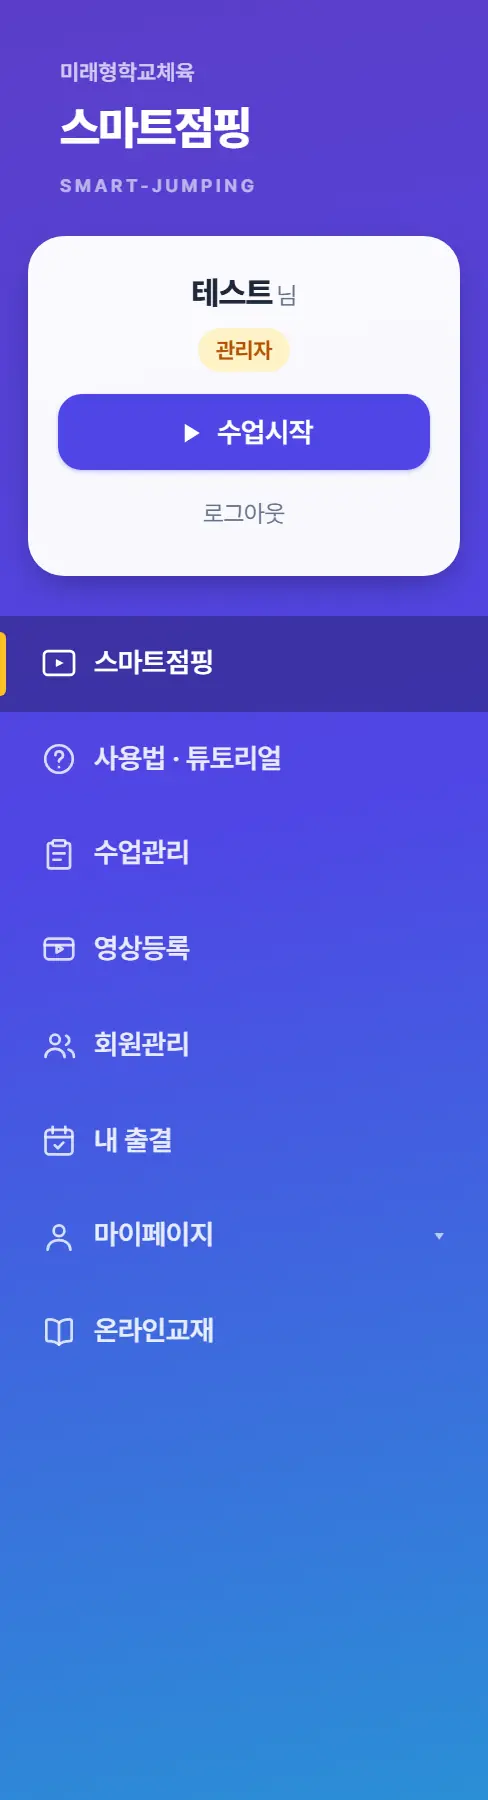 미래형학교체육
스마트점핑
SMART-JUMPING
테스트 님
관리자
수업시작
로그아웃
스마트점핑
사용법 · 튜토리얼
수업관리
영상등록
회원관리
내 출결
마이페이지
온라인교재